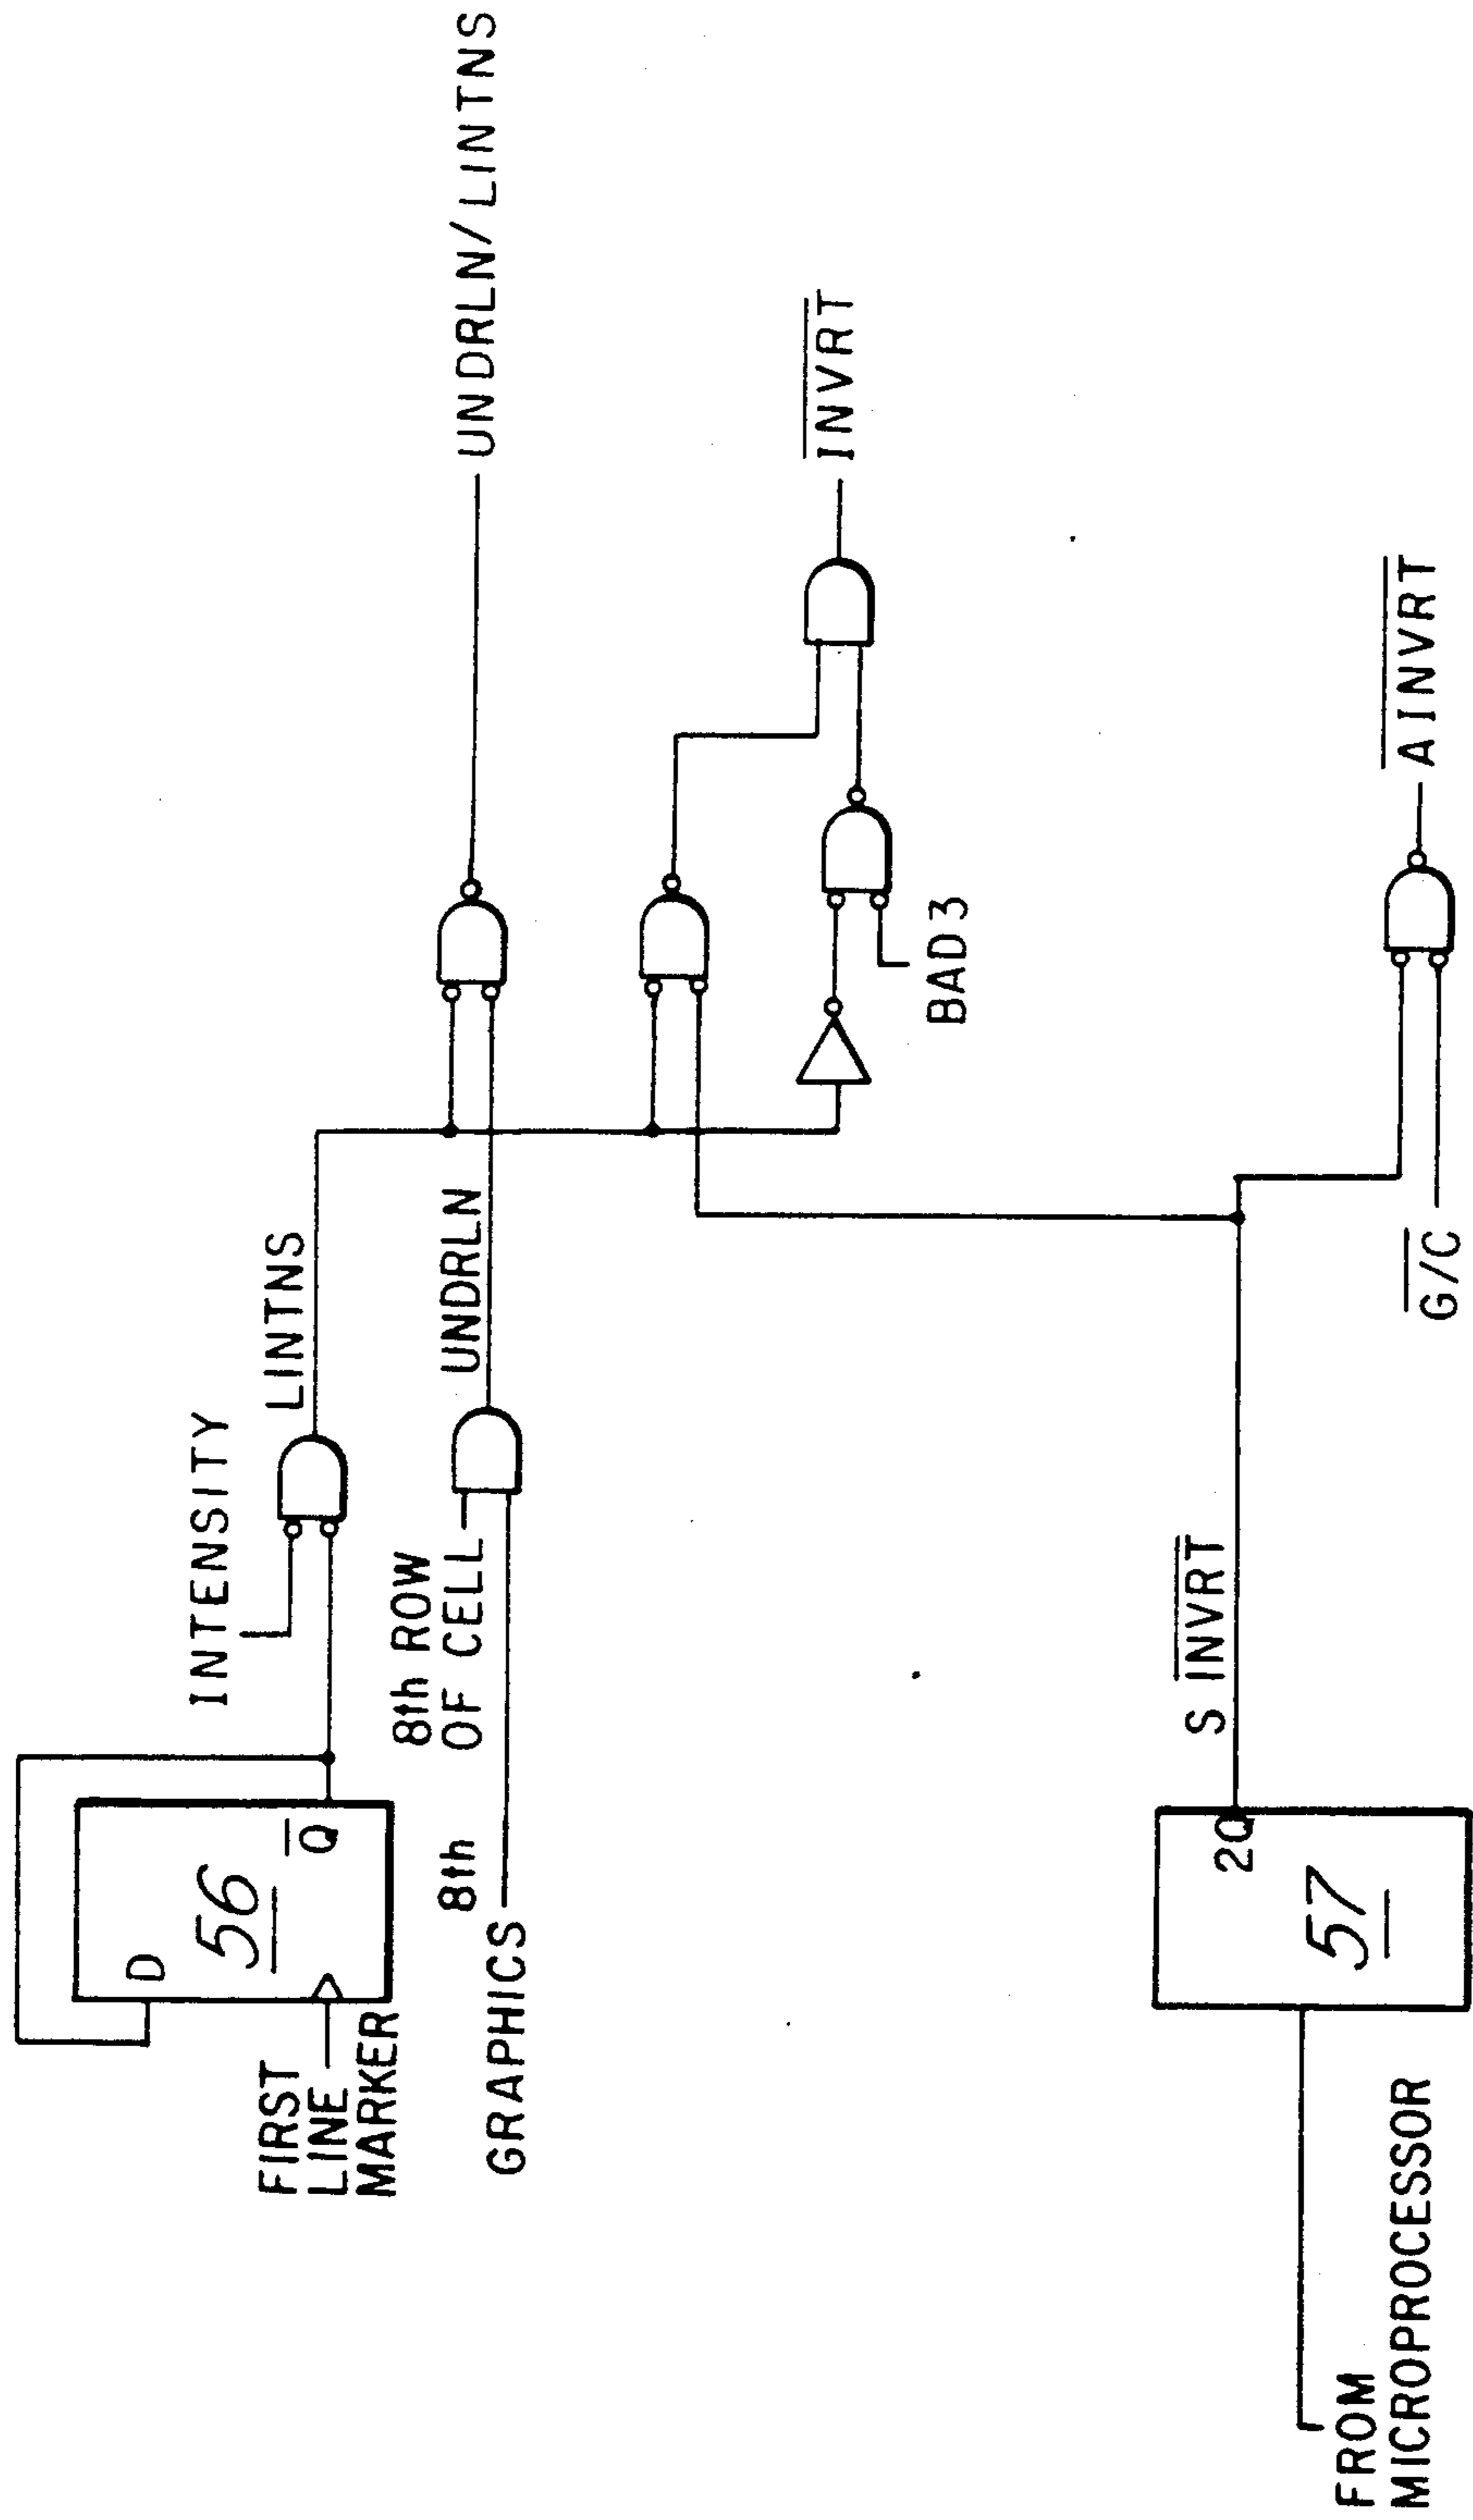 INTENSITY
LINTNS
UNDRLN/LINTNS
D
56
Q
FIRST
LINE
MARKER
8th ROW
OF CELL
8th
GRAPHICS
UNDRLN
INVRT
BAD3
S INVRT
2Q
57
FROM
MICROPROCESSOR
G/C
AINVRT